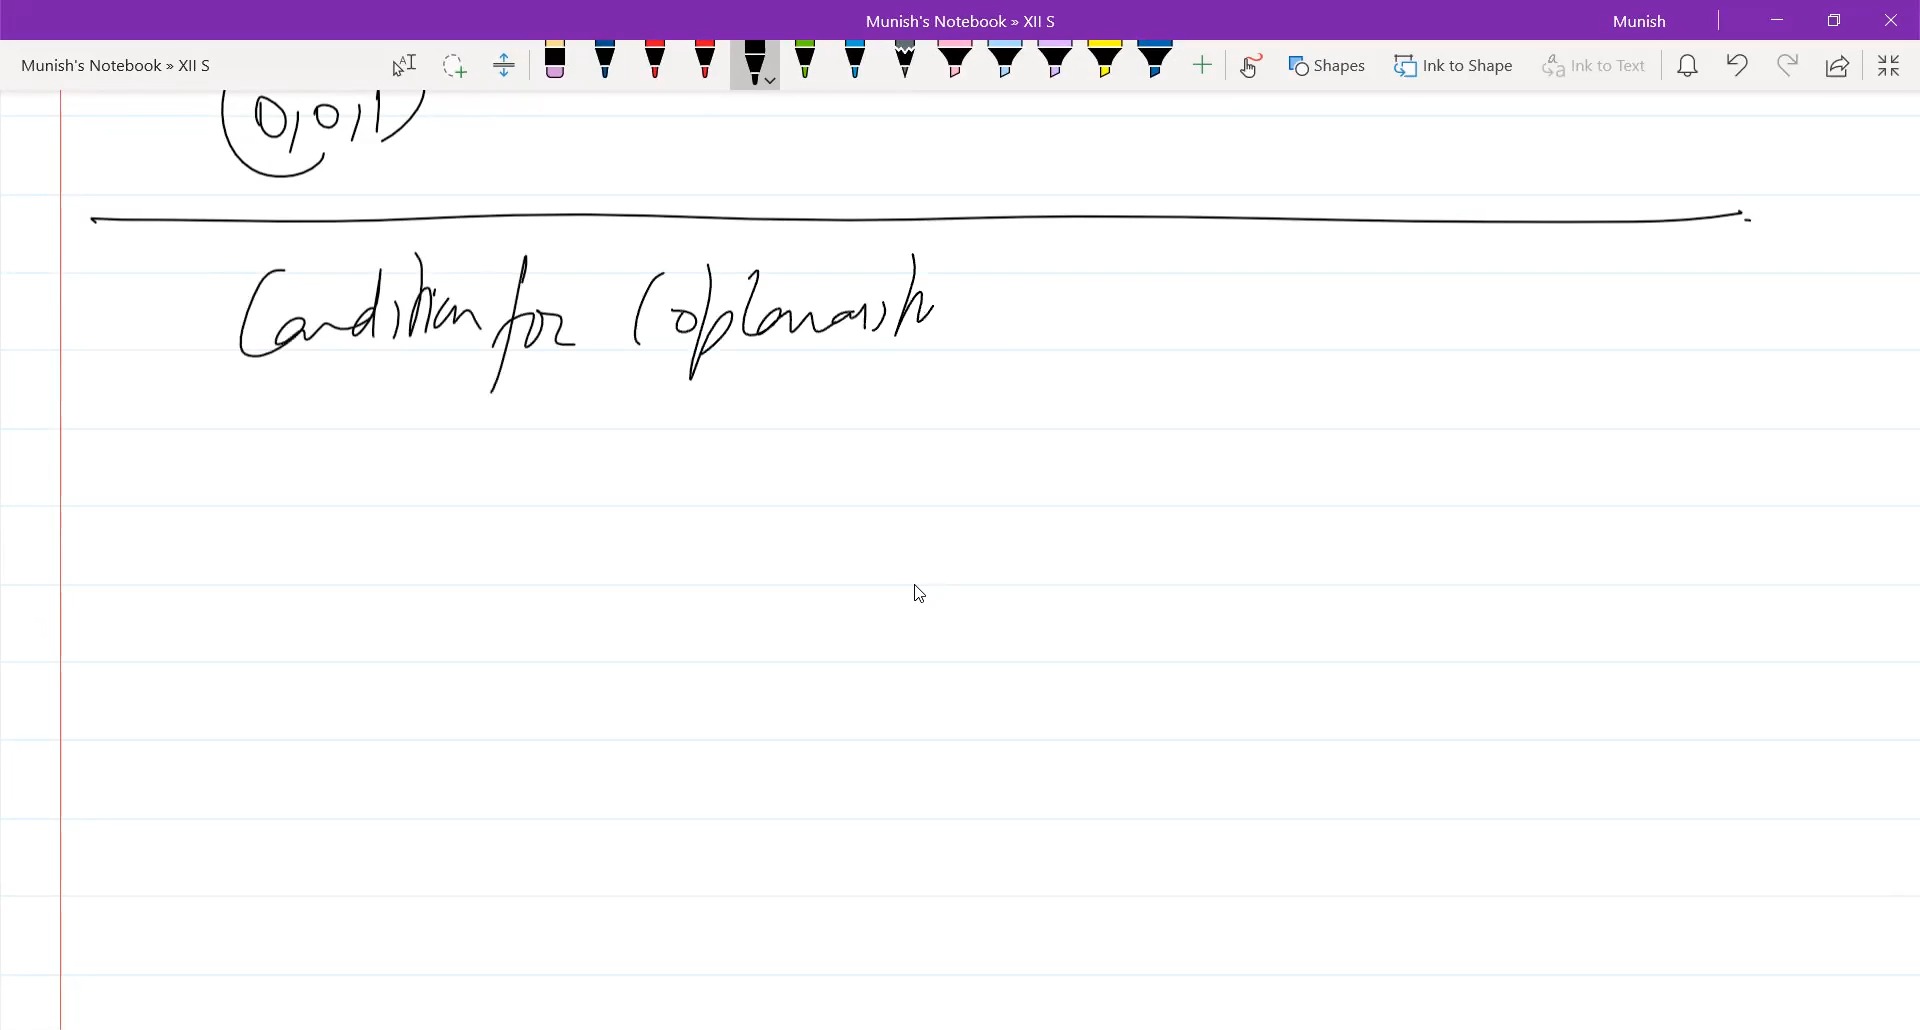 Munish's Notebook » XII S
Munish
Munish's Notebook » XII S
Shapes
Ink to Shape
Ink to Text
(0,0,1)
Condition for Coplanarity